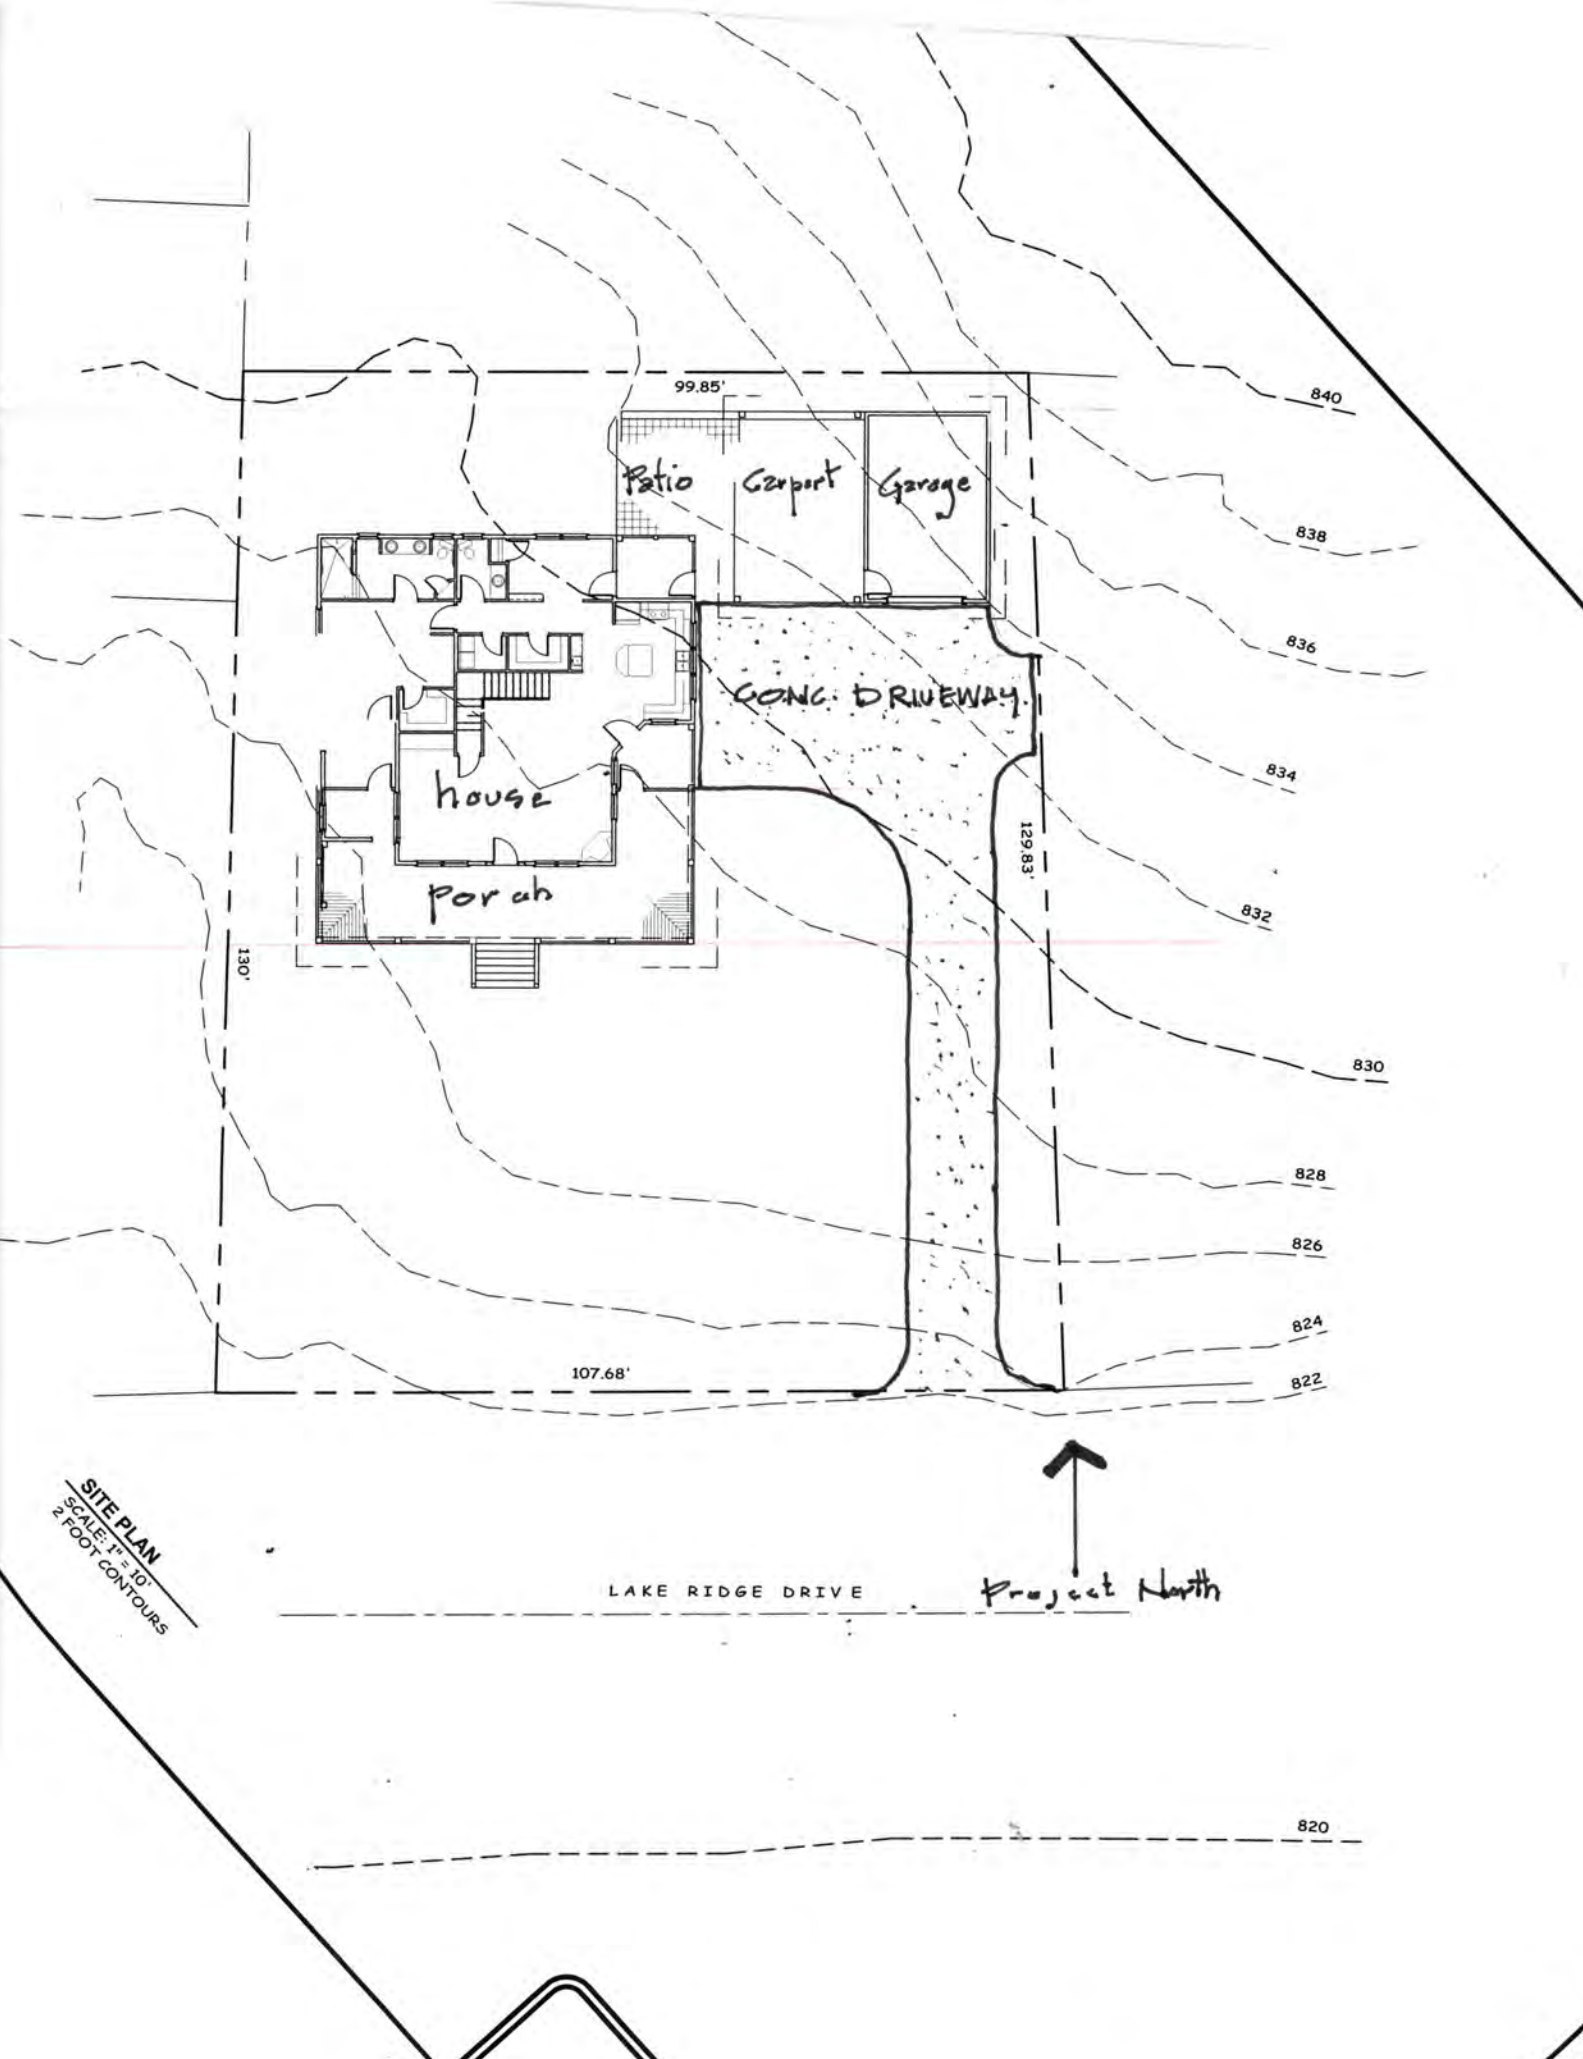 99.85'
840
Patio
Carport
Garage
838
836
CONC. DRIVEWAY.
834
house
129.83'
porch
832
130'
830
828
826
824
107.68'
822
SITE PLAN
SCALE: 1" = 10'
2 FOOT CONTOURS
LAKE RIDGE DRIVE
Project North
820